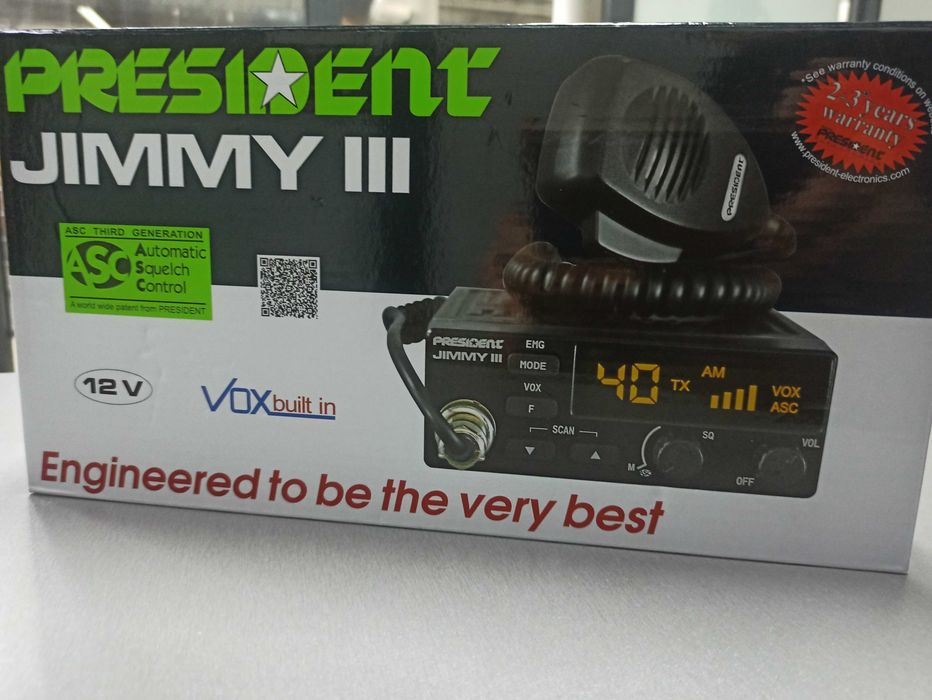 PRESIDENT
JIMMY III
*See warranty conditions on
2-3 years
warranty
PRESIDENT
www.president-electronics.com
PRESIDENT
ASC THIRD GENERATION
ASC
Automatic
Squelch
Control
A world wide patent from PRESIDENT
12 V
VOX built in
PRESIDENT
JIMMY III
EMG
MODE
VOX
F
SCAN
▼ ▲
40 TX
AM
VOX
ASC
M
SQ
VOL
OFF
Engineered to be the very best